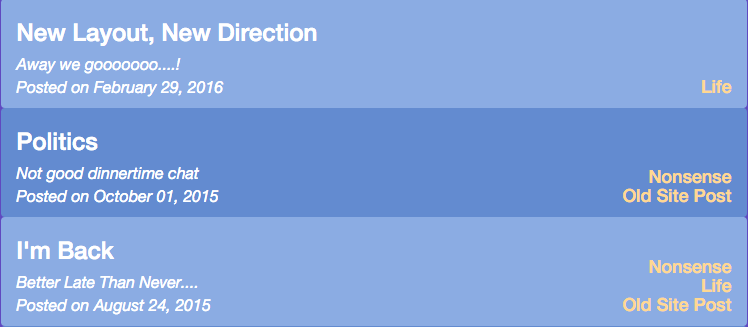 New Layout, New Direction
Away we gooooooo....!
Posted on February 29, 2016
Life
Politics
Not good dinnertime chat
Posted on October 01, 2015
Nonsense
Old Site Post
I'm Back
Better Late Than Never....
Posted on August 24, 2015
Nonsense
Life
Old Site Post